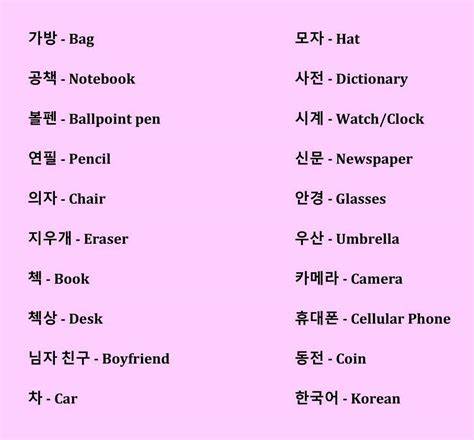 가방 - Bag
공책 - Notebook
볼펜 - Ballpoint pen
연필 - Pencil
의자 - Chair
지우개 - Eraser
첵 - Book
첵상 - Desk
님자 친구 - Boyfriend
차 - Car
모자 - Hat
사전 - Dictionary
시계 - Watch/Clock
신문 - Newspaper
안경 - Glasses
우산 - Umbrella
카메라 - Camera
휴대폰 - Cellular Phone
동전 - Coin
한국어 - Korean